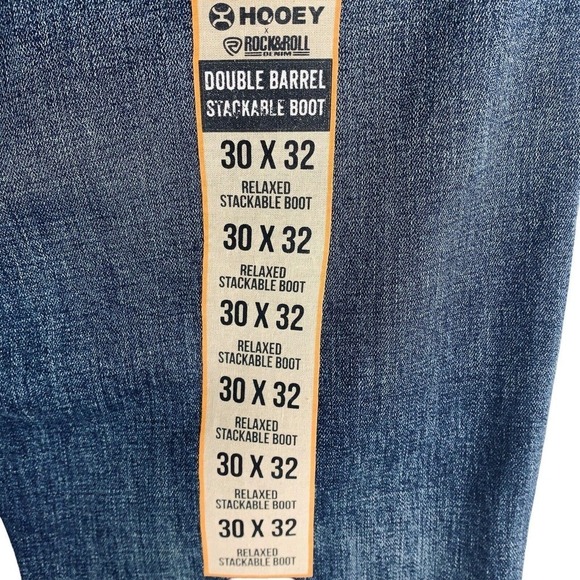 HOOEY
X
ROCK&ROLL
DENIM
DOUBLE BARREL
STACKABLE BOOT
30 X 32
RELAXED
STACKABLE BOOT
30 X 32
RELAXED
STACKABLE BOOT
30 X 32
RELAXED
STACKABLE BOOT
30 X 32
RELAXED
STACKABLE BOOT
30 X 32
RELAXED
STACKABLE BOOT
30 X 32
RELAXED
STACKABLE BOOT